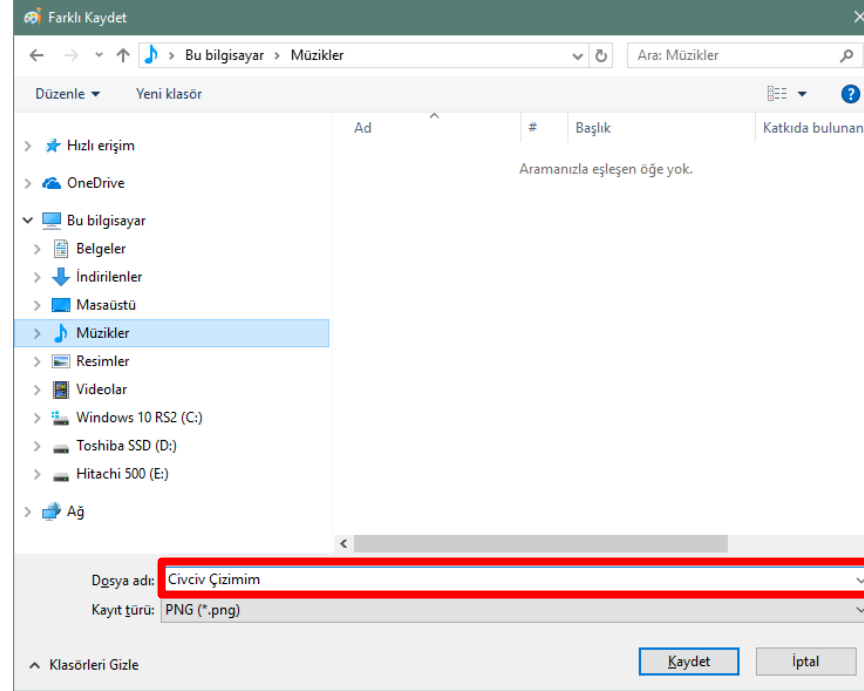 Farklı Kaydet
Bu bilgisayar > Müzikler
Ara: Müzikler
Düzenle
Yeni klasör
Ad
#
Başlık
Katkıda bulunan
Aramanızla eşleşen öğe yok.
Hızlı erişim
OneDrive
Bu bilgisayar
Belgeler
İndirilenler
Masaüstü
Müzikler
Resimler
Videolar
Windows 10 RS2 (C:)
Toshiba SSD (D:)
Hitachi 500 (E:)
Ağ
Dosya adı: Civciv Çizimim
Kayıt türü: PNG (*.png)
Klasörleri Gizle
Kaydet
İptal